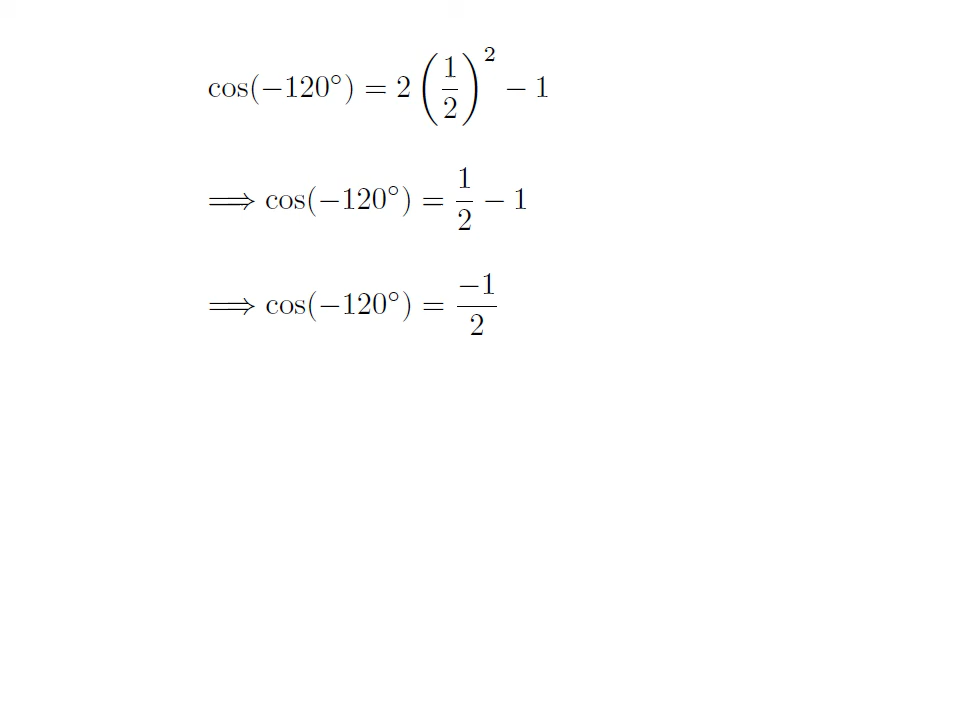 cos(−120°) = 2 (1/2)² − 1
⟹ cos(−120°) = 1/2 − 1
⟹ cos(−120°) = −1/2